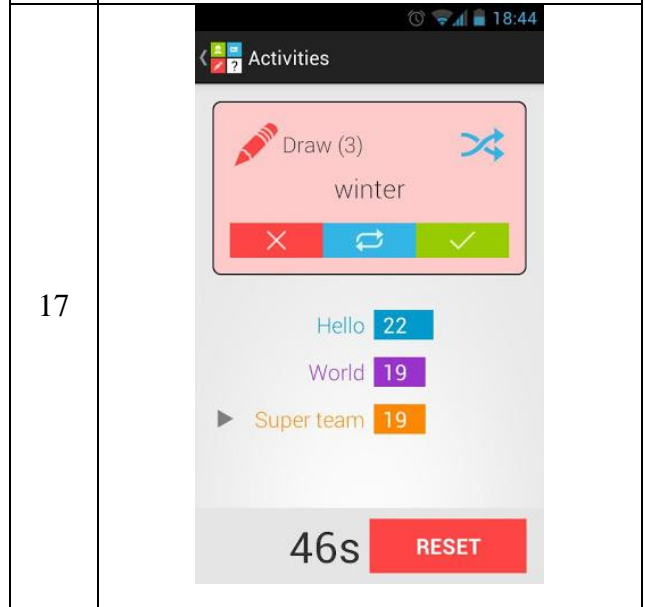 18:44
Activities
?
Draw (3)
winter
17
Hello 22
World 19
Super team 19
46s RESET